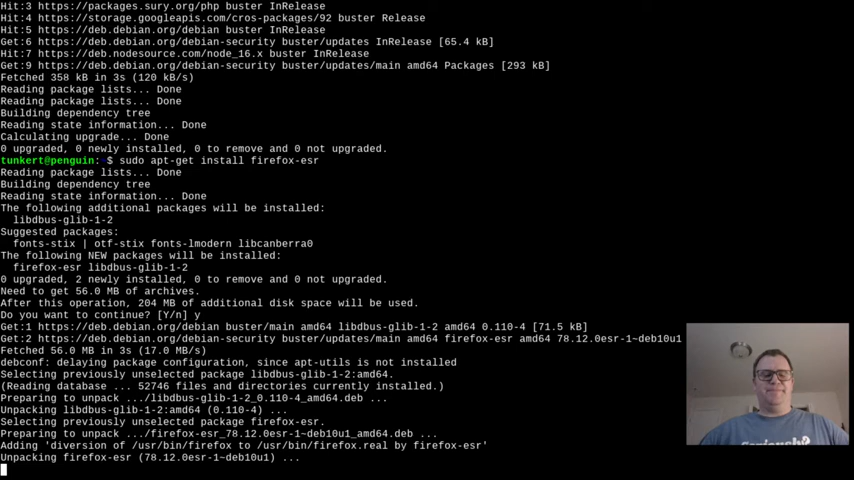 Hit:3 https://packages.sury.org/php buster InRelease
Hit:4 https://storage.googleapis.com/cros-packages/92 buster Release
Hit:5 https://deb.debian.org/debian buster InRelease
Get:6 https://deb.debian.org/debian-security buster/updates InRelease [65.4 kB]
Hit:7 https://deb.nodesource.com/node_16.x buster InRelease
Get:9 https://deb.debian.org/debian-security buster/updates/main amd64 Packages [293 kB]
Fetched 358 kB in 3s (120 kB/s)
Reading package lists... Done
Reading package lists... Done
Building dependency tree
Reading state information... Done
Calculating upgrade... Done
0 upgraded, 0 newly installed, 0 to remove and 0 not upgraded.
tunkert@penguin:~$ sudo apt-get install firefox-esr
Reading package lists... Done
Building dependency tree
Reading state information... Done
The following additional packages will be installed:
libdbus-glib-1-2
Suggested packages:
fonts-stix | otf-stix fonts-lmodern libcanberra0
The following NEW packages will be installed:
firefox-esr libdbus-glib-1-2
0 upgraded, 2 newly installed, 0 to remove and 0 not upgraded.
Need to get 56.0 MB of archives.
After this operation, 204 MB of additional disk space will be used.
Do you want to continue? [Y/n] y
Get:1 https://deb.debian.org/debian buster/main amd64 libdbus-glib-1-2 amd64 0.110-4 [71.5 kB]
Get:2 https://deb.debian.org/debian-security buster/updates/main amd64 firefox-esr amd64 78.12.0esr-1~deb10u1
Fetched 56.0 MB in 3s (17.0 MB/s)
debconf: delaying package configuration, since apt-utils is not installed
Selecting previously unselected package libdbus-glib-1-2:amd64.
(Reading database ... 52746 files and directories currently installed.)
Preparing to unpack .../libdbus-glib-1-2_0.110-4_amd64.deb ...
Unpacking libdbus-glib-1-2:amd64 (0.110-4) ...
Selecting previously unselected package firefox-esr.
Preparing to unpack .../firefox-esr_78.12.0esr-1~deb10u1_amd64.deb ...
Adding 'diversion of /usr/bin/firefox to /usr/bin/firefox.real by firefox-esr'
Unpacking firefox-esr (78.12.0esr-1~deb10u1) ...
Seriously?